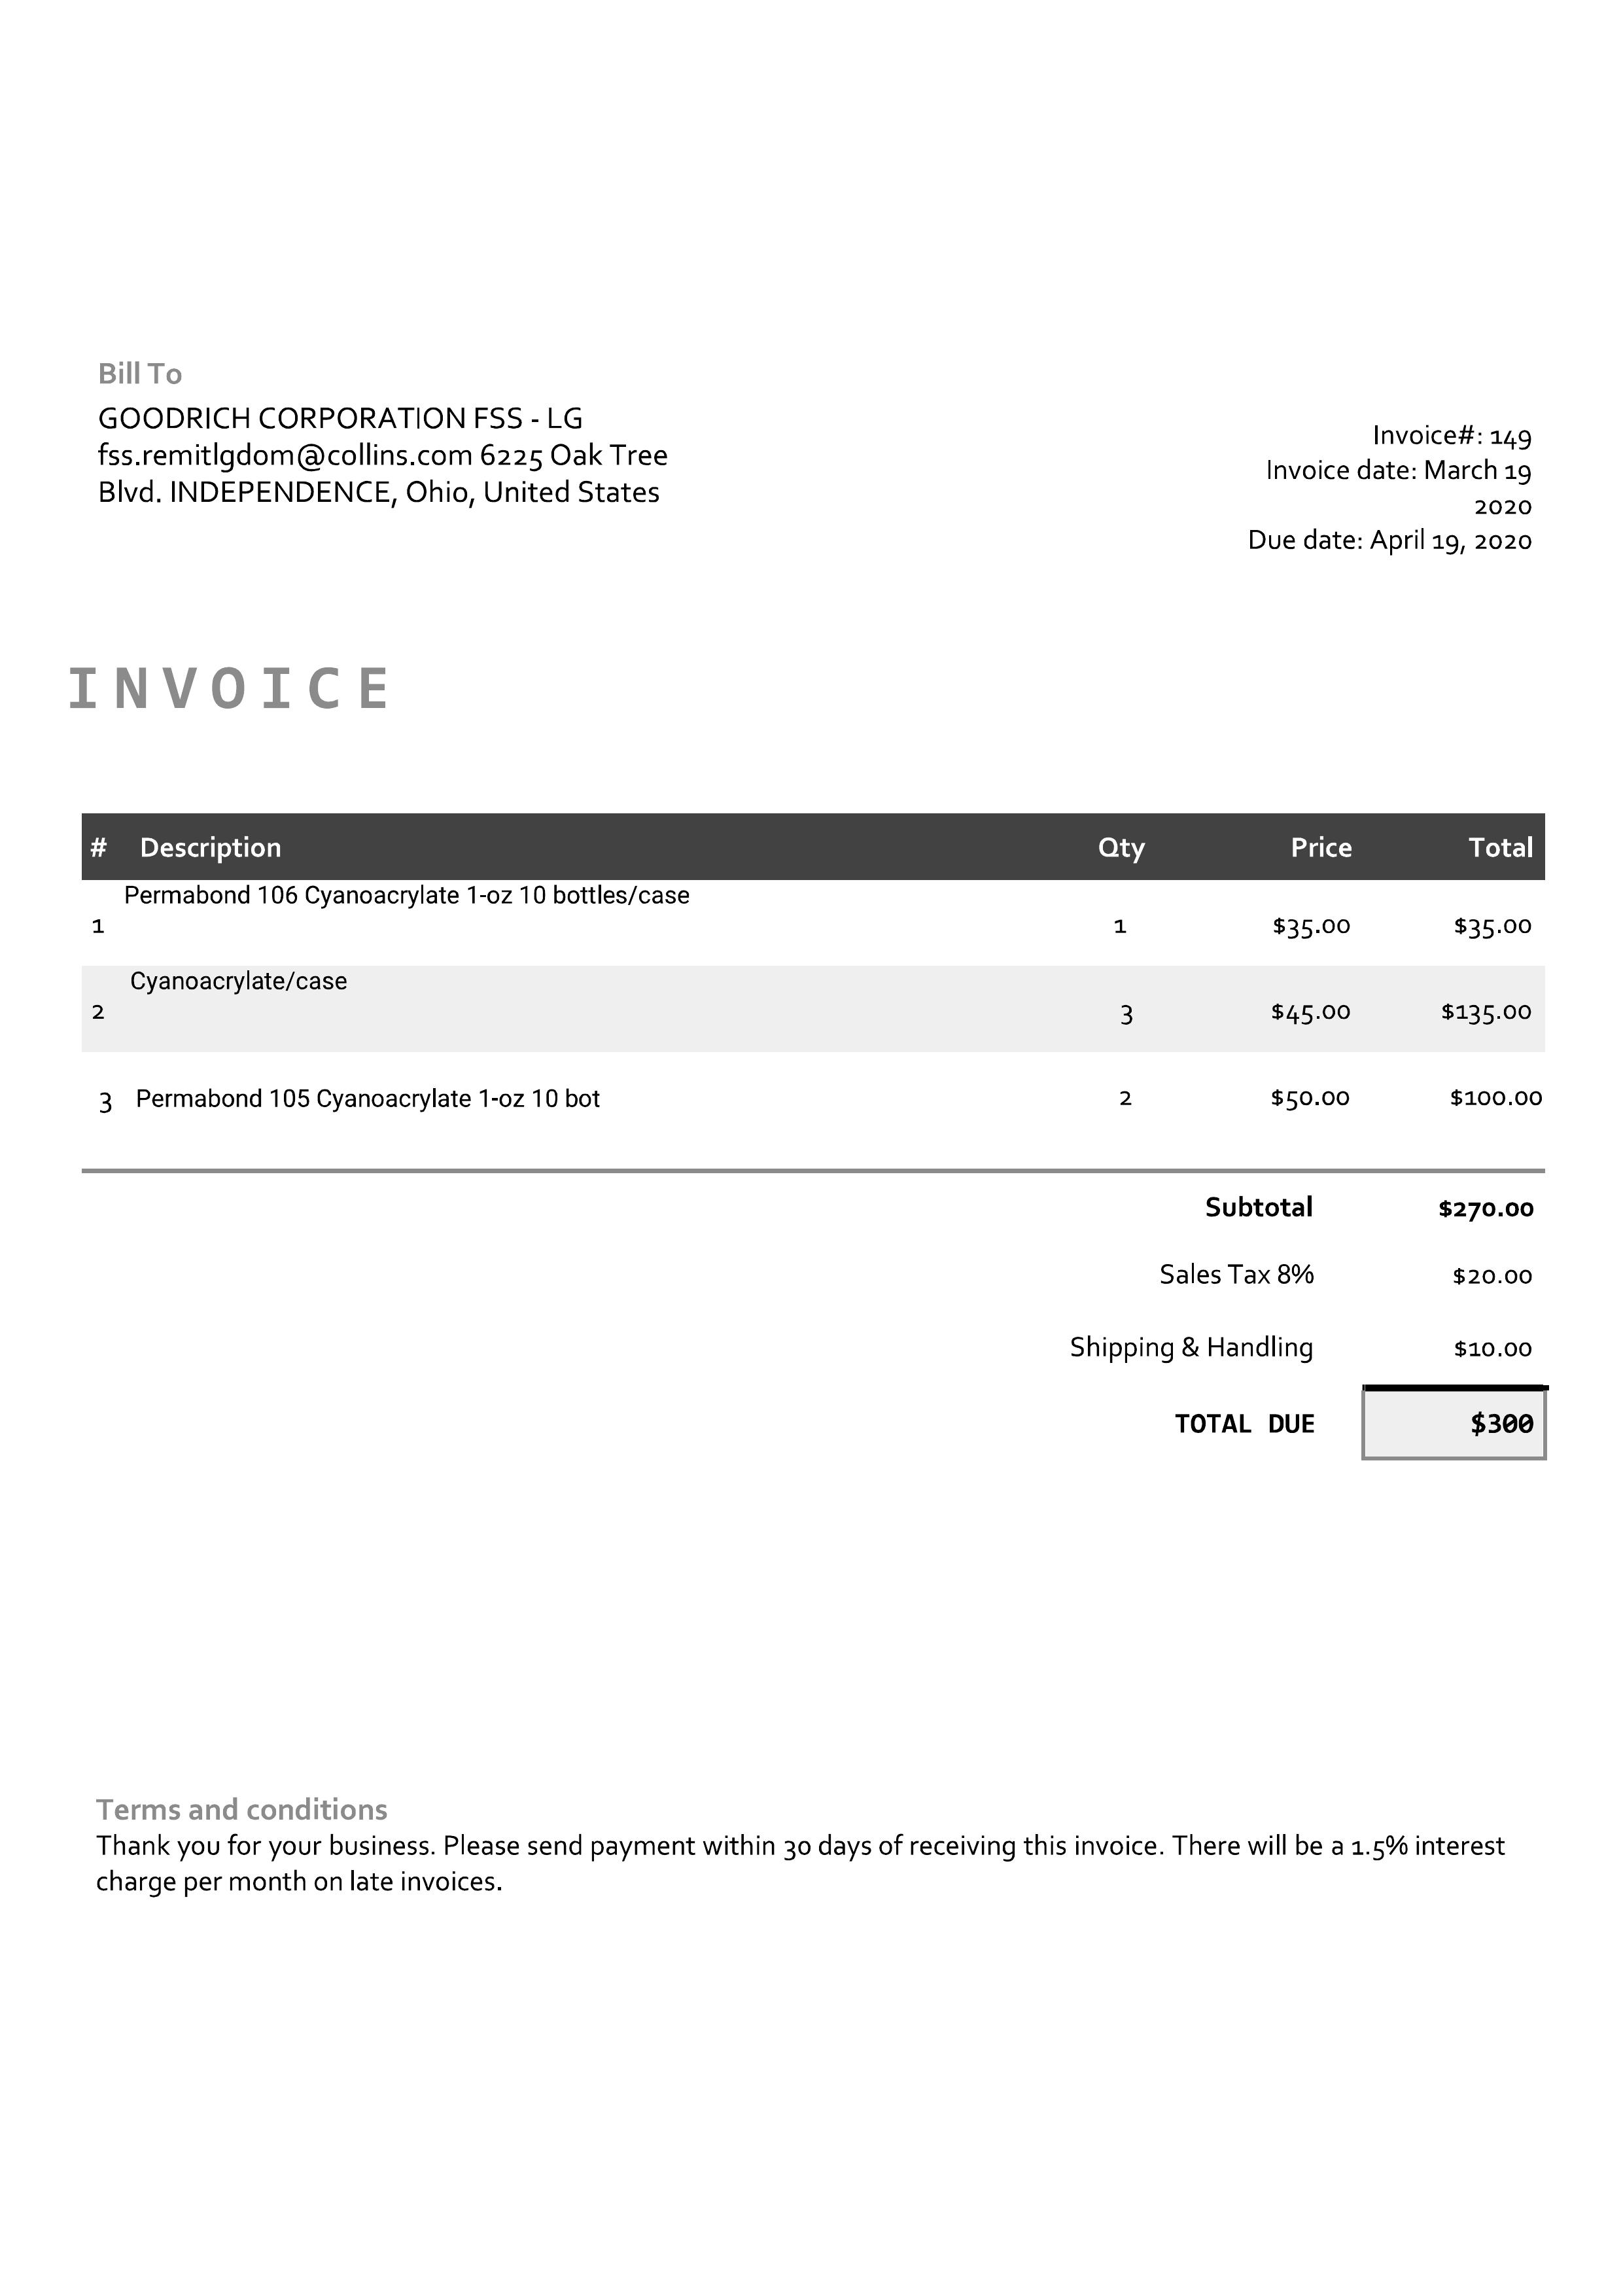 Bill To
GOODRICH CORPORATION FSS - LG
fss.remitlgdom@collins.com 6225 Oak Tree
Blvd. INDEPENDENCE, Ohio, United States
Invoice#: 149
Invoice date: March 19
2020
Due date: April 19, 2020
INVOICE
# Description Qty Price Total
1 Permabond 106 Cyanoacrylate 1-oz 10 bottles/case 1 $35.00 $35.00
2 Cyanoacrylate/case 3 $45.00 $135.00
3 Permabond 105 Cyanoacrylate 1-oz 10 bot 2 $50.00 $100.00
Subtotal $270.00
Sales Tax 8% $20.00
Shipping & Handling $10.00
TOTAL DUE $300
Terms and conditions
Thank you for your business. Please send payment within 30 days of receiving this invoice. There will be a 1.5% interest
charge per month on late invoices.